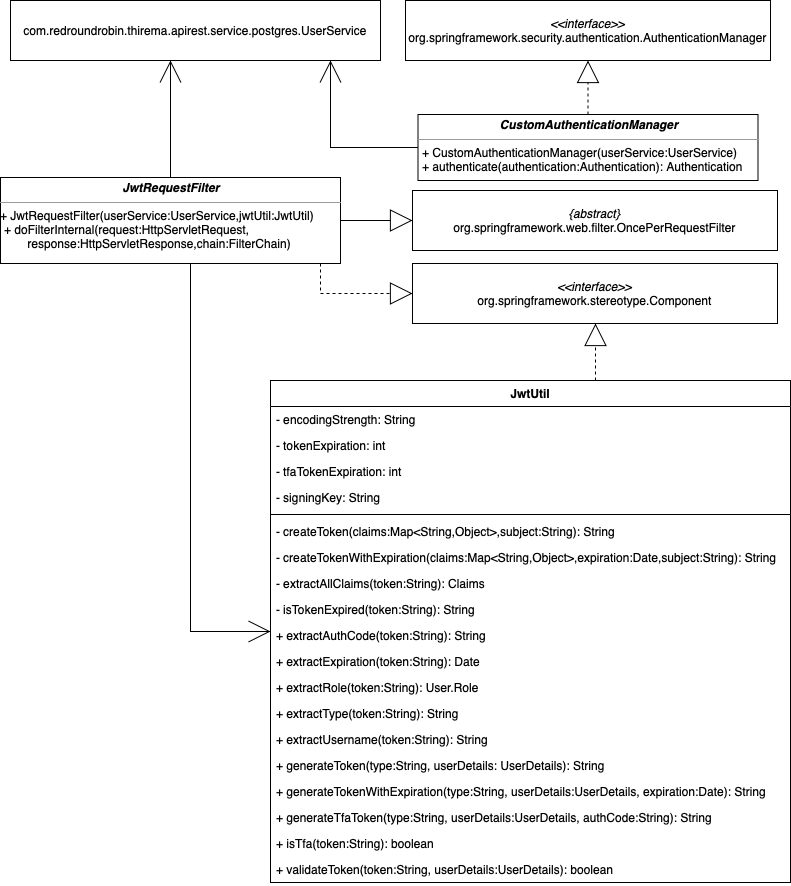 com.redroundrobin.thirema.apirest.service.postgres.UserService
<<interface>>
org.springframework.security.authentication.AuthenticationManager
CustomAuthenticationManager
+ CustomAuthenticationManager(userService:UserService)
+ authenticate(authentication:Authentication): Authentication
JwtRequestFilter
+ JwtRequestFilter(userService:UserService,jwtUtil:JwtUtil)
+ doFilterInternal(request:HttpServletRequest,
response:HttpServletResponse,chain:FilterChain)
{abstract}
org.springframework.web.filter.OncePerRequestFilter
<<interface>>
org.springframework.stereotype.Component
JwtUtil
- encodingStrength: String
- tokenExpiration: int
- tfaTokenExpiration: int
- signingKey: String
- createToken(claims:Map<String,Object>,subject:String): String
- createTokenWithExpiration(claims:Map<String,Object>,expiration:Date,subject:String): String
- extractAllClaims(token:String): Claims
- isTokenExpired(token:String): String
+ extractAuthCode(token:String): String
+ extractExpiration(token:String): Date
+ extractRole(token:String): User.Role
+ extractType(token:String): String
+ extractUsername(token:String): String
+ generateToken(type:String, userDetails: UserDetails): String
+ generateTokenWithExpiration(type:String, userDetails:UserDetails, expiration:Date): String
+ generateTfaToken(type:String, userDetails:UserDetails, authCode:String): String
+ isTfa(token:String): boolean
+ validateToken(token:String, userDetails:UserDetails): boolean